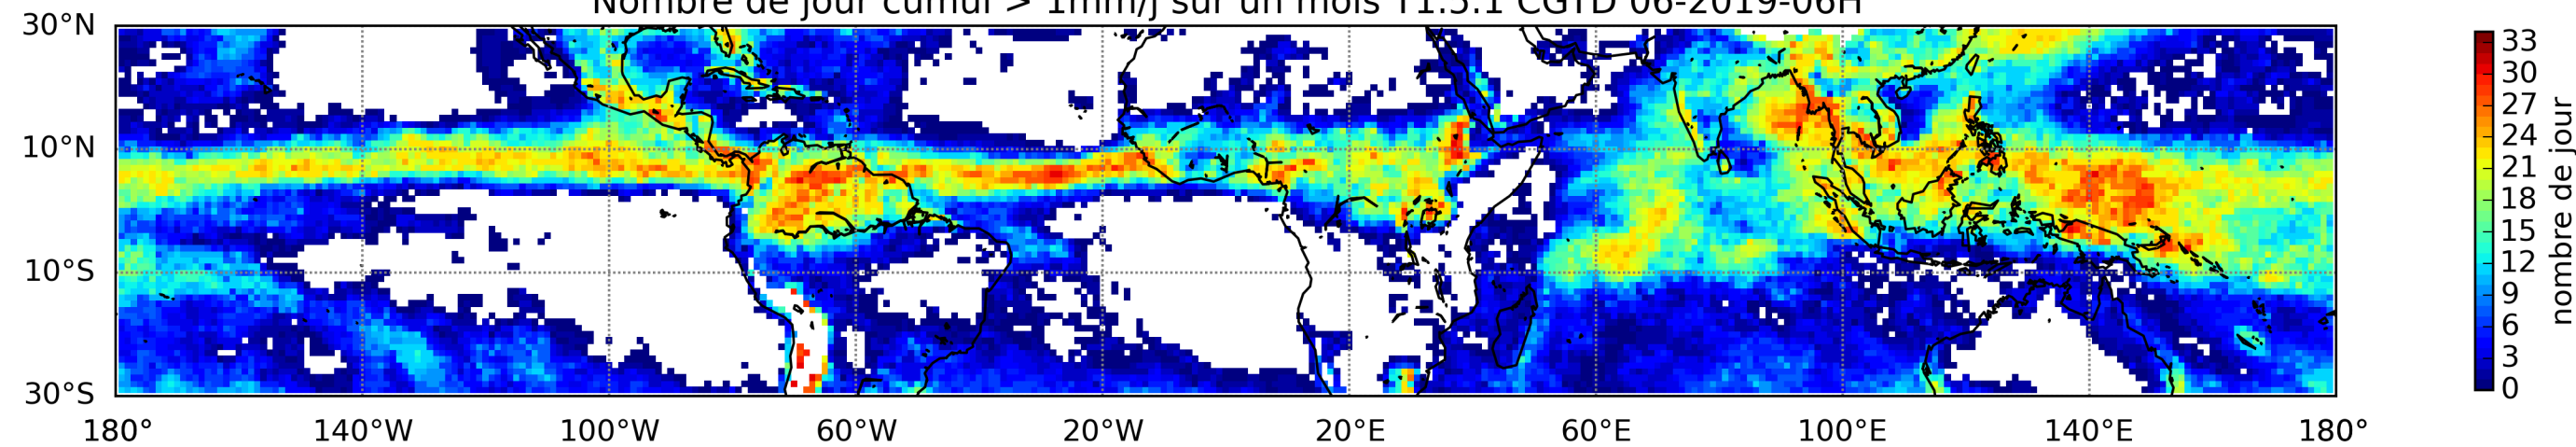 Nombre de jour cumul > 1mm/j sur un mois T1.5.1 CGTD 06-2019-06H
30°N
10°N
10°S
30°S
180° 140°W 100°W 60°W 20°W 20°E 60°E 100°E 140°E 180°
33
30
27
24
21
18
15
12
9
6
3
0
nombre de jour